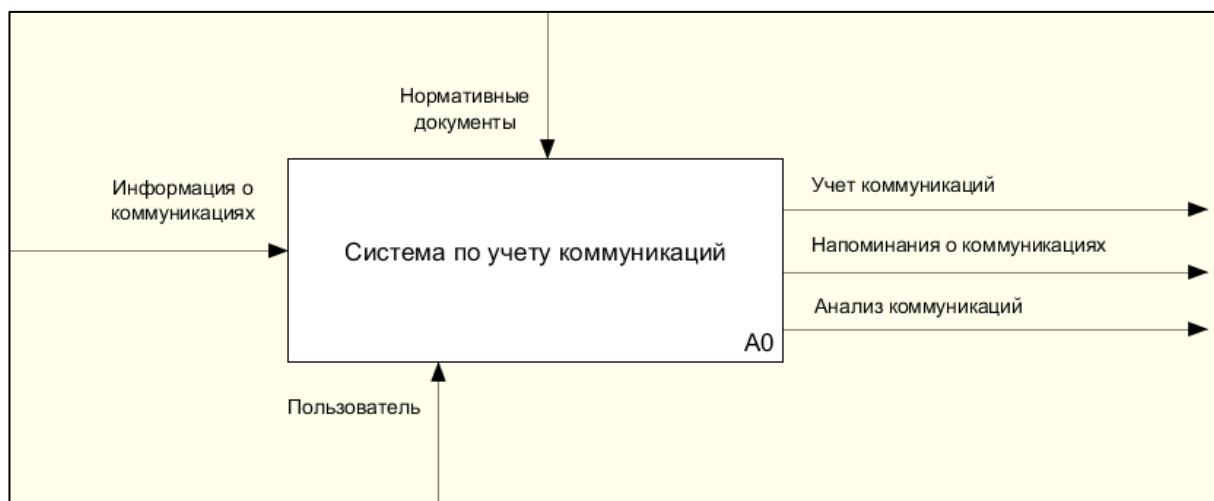 Нормативные
документы
Информация о
коммуникациях
Учет коммуникаций
Система по учету коммуникаций
Напоминания о коммуникациях
Анализ коммуникаций
A0
Пользователь